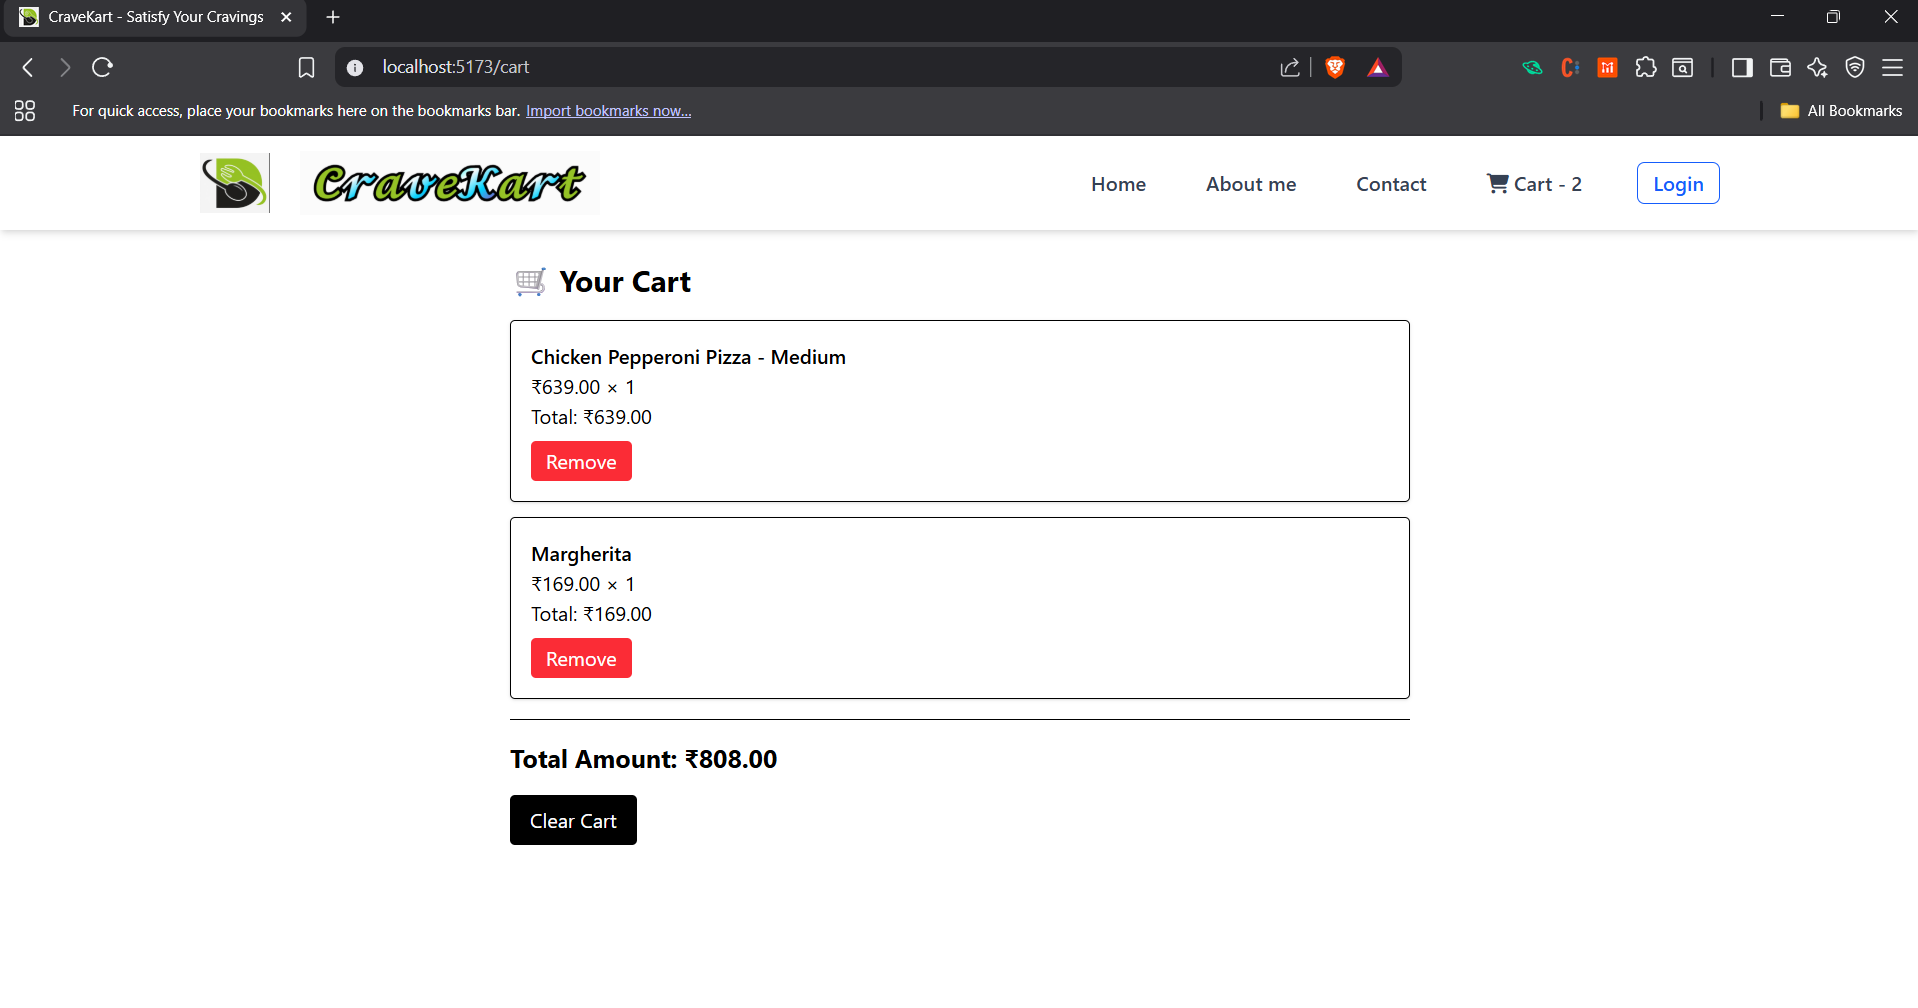 CraveKart - Satisfy Your Cravings
localhost:5173/cart
For quick access, place your bookmarks here on the bookmarks bar. Import bookmarks now...
All Bookmarks
CraveKart
Home
About me
Contact
Cart - 2
Login
Your Cart
Chicken Pepperoni Pizza - Medium
₹639.00 × 1
Total: ₹639.00
Remove
Margherita
₹169.00 × 1
Total: ₹169.00
Remove
Total Amount: ₹808.00
Clear Cart